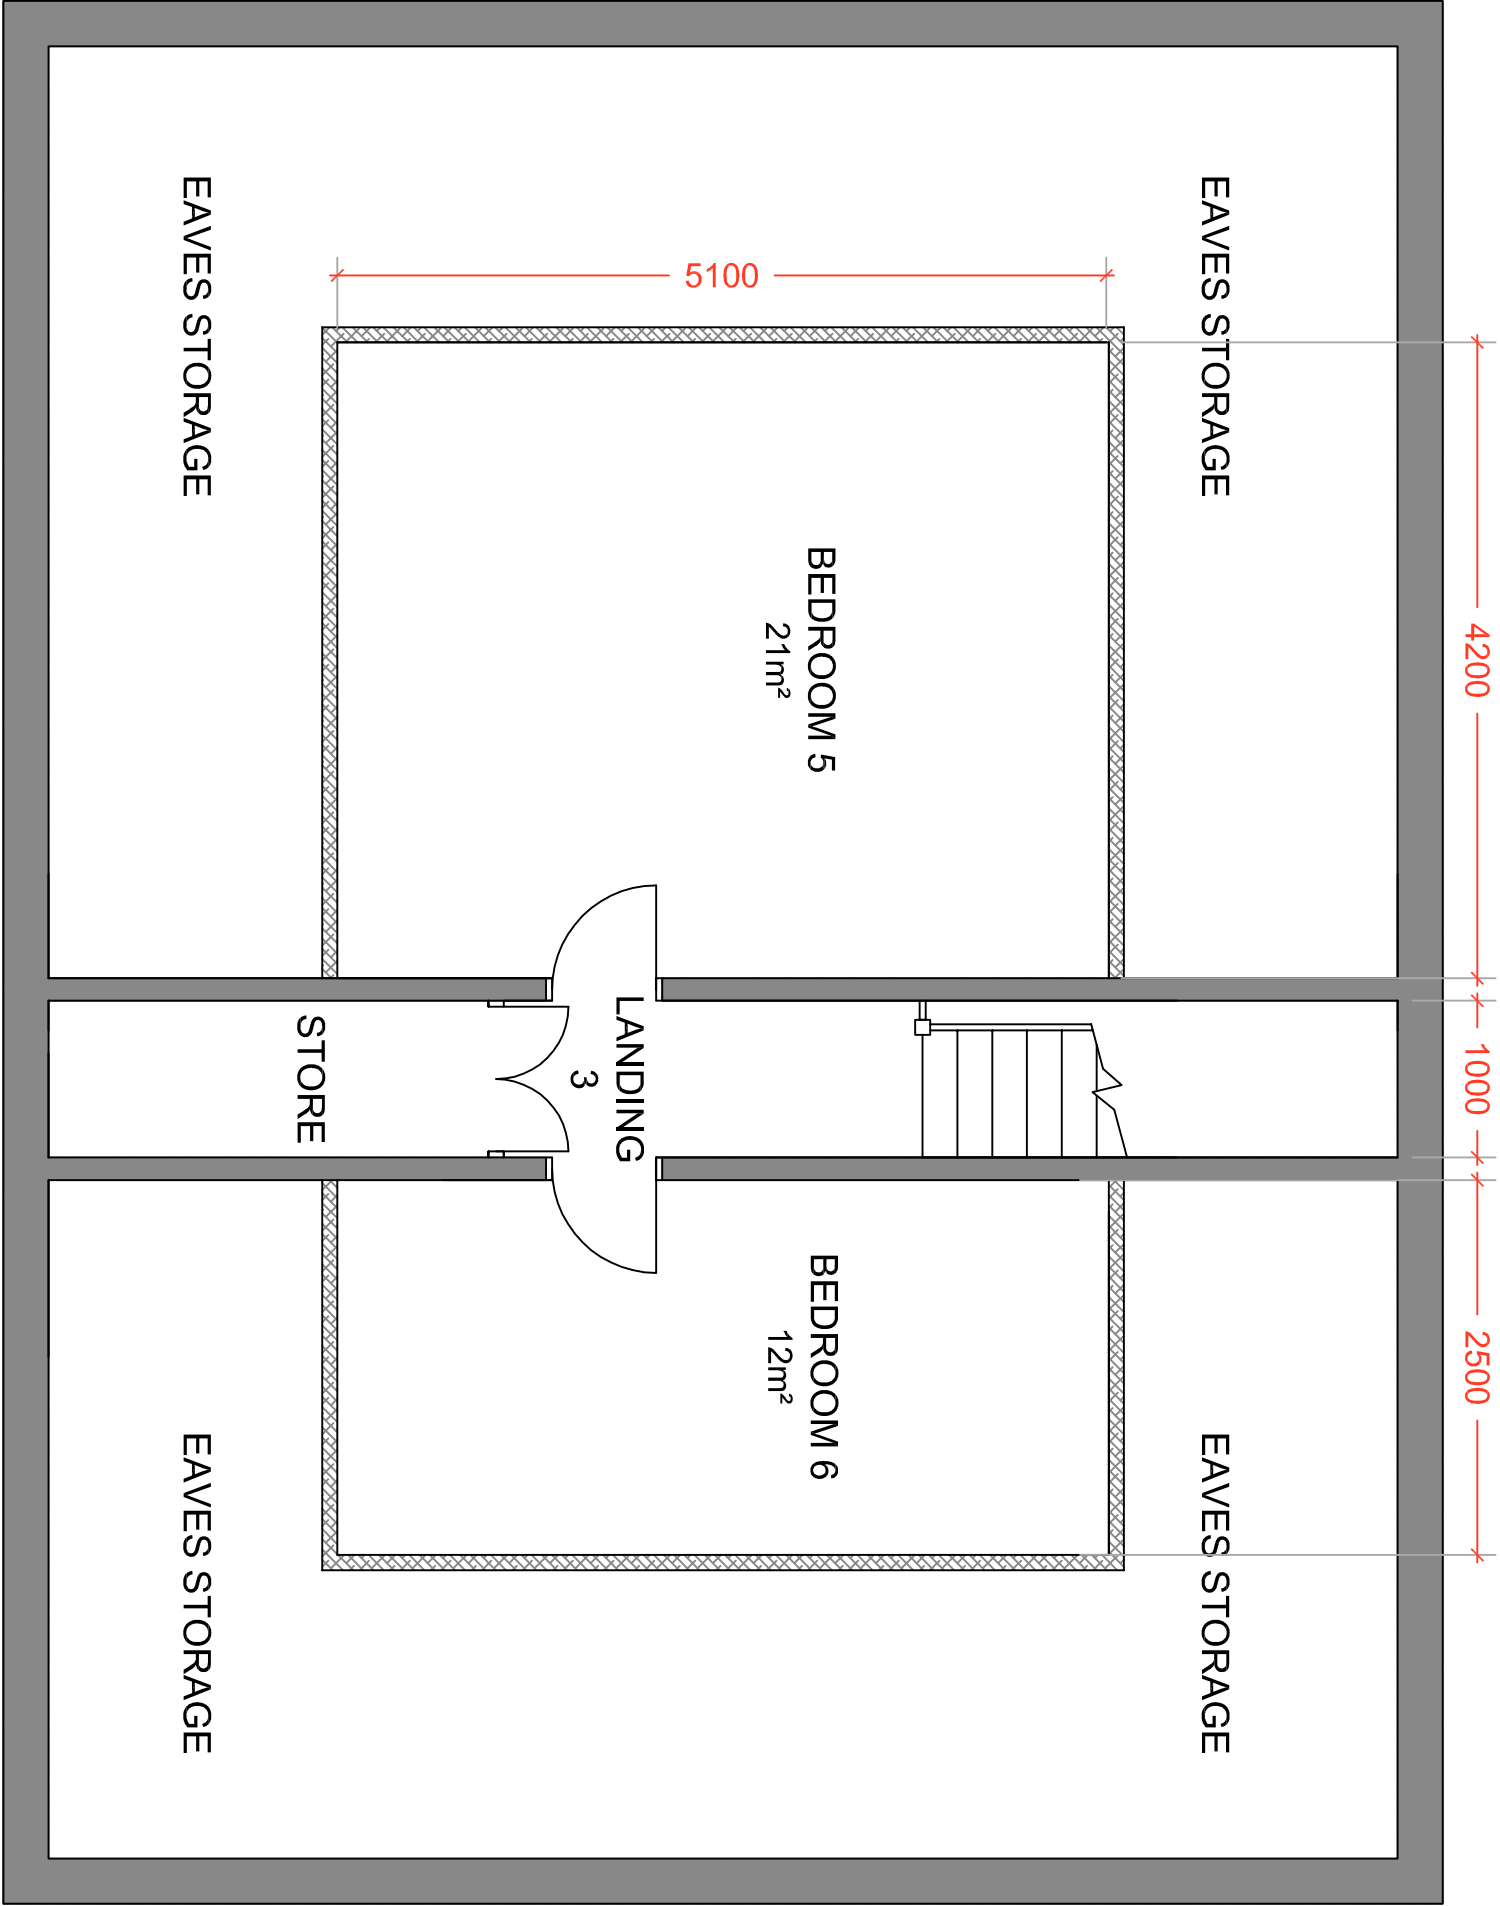 EAVES STORAGE
EAVES STORAGE
5100
4200
BEDROOM 5
21m²
LANDING
3
STORE
1000
BEDROOM 6
12m²
2500
EAVES STORAGE
EAVES STORAGE